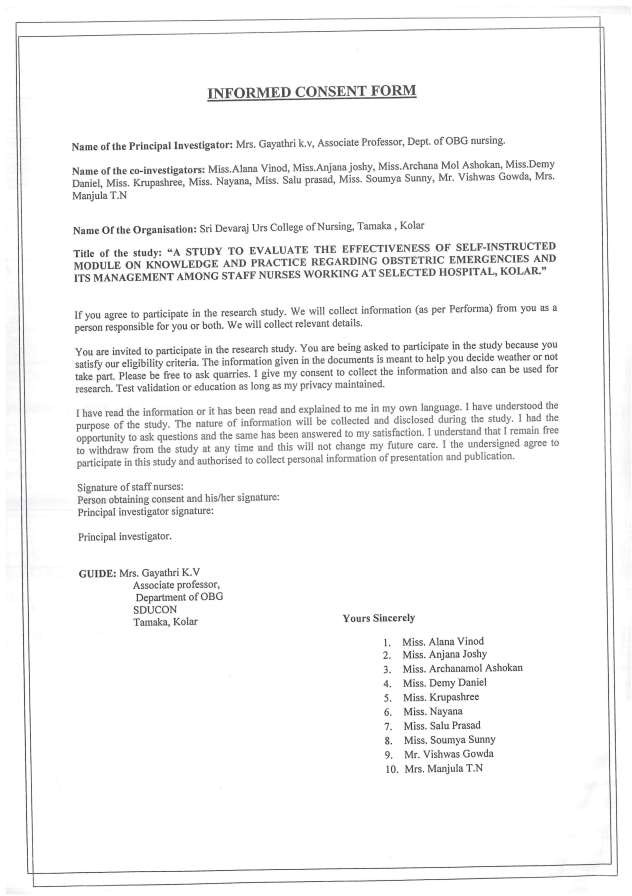 INFORMED CONSENT FORM
Name of the Principal Investigator: Mrs. Gayathri k.v, Associate Professor, Dept. of OBG nursing.
Name of the co-investigators: Miss.Alana Vinod, Miss.Anjana joshy, Miss.Archana Mol Ashokan, Miss.Demy
Daniel, Miss. Krupashree, Miss. Nayana, Miss. Salu prasad, Miss. Soumya Sunny, Mr. Vishwas Gowda, Mrs.
Manjula T.N
Name Of the Organisation: Sri Devaraj Urs College of Nursing, Tamaka , Kolar
Title of the study: “A STUDY TO EVALUATE THE EFFECTIVENESS OF SELF-INSTRUCTED
MODULE ON KNOWLEDGE AND PRACTICE REGARDING OBSTETRIC EMERGENCIES AND
ITS MANAGEMENT AMONG STAFF NURSES WORKING AT SELECTED HOSPITAL, KOLAR.”
If you agree to participate in the research study. We will collect information (as per Performa) from you as a
person responsible for you or both. We will collect relevant details.
You are invited to participate in the research study. You are being asked to participate in the study because you
satisfy our eligibility criteria. The information given in the documents is meant to help you decide weather or not
take part. Please be free to ask quarries. I give my consent to collect the information and also can be used for
research. Test validation or education as long as my privacy maintained.
I have read the information or it has been read and explained to me in my own language. I have understood the
purpose of the study. The nature of information will be collected and disclosed during the study. I had the
opportunity to ask questions and the same has been answered to my satisfaction. I understand that I remain free
to withdraw from the study at any time and this will not change my future care. I the undersigned agree to
participate in this study and authorised to collect personal information of presentation and publication.
Signature of staff nurses:
Person obtaining consent and his/her signature:
Principal investigator signature:
Principal investigator.
GUIDE: Mrs. Gayathri K.V
Associate professor,
Department of OBG
SDUCON
Tamaka, Kolar
Yours Sincerely
1. Miss. Alana Vinod
2. Miss. Anjana Joshy
3. Miss. Archanamol Ashokan
4. Miss. Demy Daniel
5. Miss. Krupashree
6. Miss. Nayana
7. Miss. Salu Prasad
8. Miss. Soumya Sunny
9. Mr. Vishwas Gowda
10. Mrs. Manjula T.N